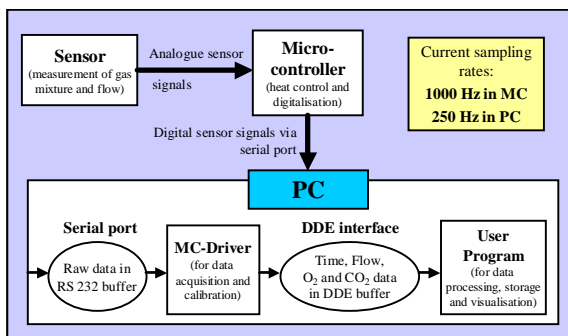 Sensor
(measurement of gas
mixture and flow)
Analogue sensor
signals
Micro-
controller
(heat control and
digitalisation)
Current sampling
rates:
1000 Hz in MC
250 Hz in PC
Digital sensor signals via
serial port
PC
Serial port
Raw data in
RS 232 buffer
MC-Driver
(for data
acquisition and
calibration)
DDE interface
Time, Flow,
O₂ and CO₂ data
in DDE buffer
User
Program
(for data
processing, storage
and visualisation)